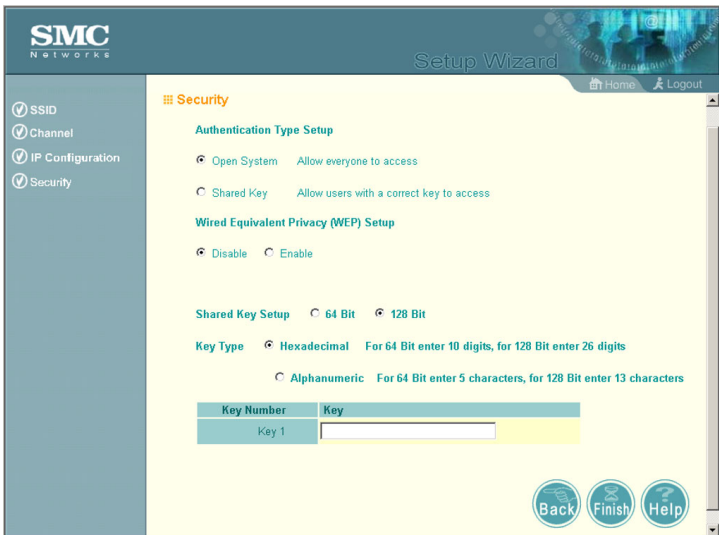 SMC
Networks
Setup Wizard
Home Logout
SSID
Channel
IP Configuration
Security
Security
Authentication Type Setup
Open System Allow everyone to access
Shared Key Allow users with a correct key to access
Wired Equivalent Privacy (WEP) Setup
Disable Enable
Shared Key Setup 64 Bit 128 Bit
Key Type Hexadecimal For 64 Bit enter 10 digits, for 128 Bit enter 26 digits
Alphanumeric For 64 Bit enter 5 characters, for 128 Bit enter 13 characters
Key Number Key
Key 1
Back Finish Help